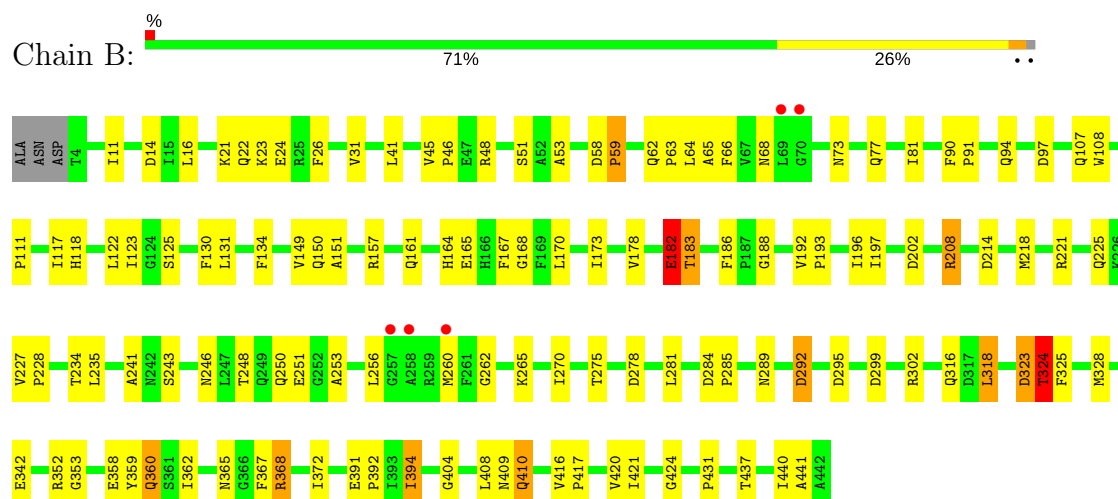 %
Chain B:
71% 26% • •
ALA ASN ASP T4 I11 D14 I15 L16 K21 Q22 K23 E24 R25 F26 V31 L41 V45 P46 E47 R48 S51 A52 A53 D58 P59 Q62 P63 L64 A65 F66 V67 N68 L69 G70 N73 Q77 I81 F90 P91 Q94 D97 Q107 W108
P111 I117 H118 L122 I123 G124 S125 F130 L131 F134 V149 Q150 A151 R157 Q161 H164 E165 H166 F167 G168 F169 L170 I173 V178 E182 T183 F186 P187 G188 V192 P193 I196 I197 D202 R208 D214 M218 R221 Q225 K226
V227 P228 T234 L235 A241 N242 S243 N246 L247 T248 Q249 Q250 E251 G252 A253 L256 G257 A258 R259 M260 F261 G262 K265 I270 T275 D278 L281 D284 P285 N289 D292 D295 D299 R302 Q316 D317 L318 D323 T324 F325 M328
E342 R352 G353 E358 Y359 Q360 S361 I362 N365 G366 F367 R368 I372 E391 P392 I393 I394 G404 L408 N409 Q410 V416 P417 V420 I421 G424 P431 T437 I440 A441 A442